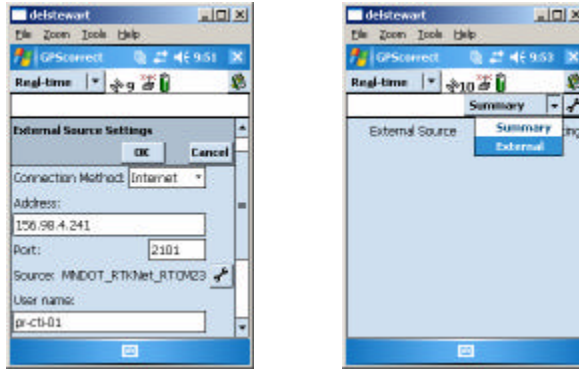 delstewart
File Zoom Tools Help
GPScorrect 9:51
Real-time 9
External Source Settings
OK Cancel
Connection Method: Internet
Address:
156.98.4.241
Port: 2101
Source: MNDOT_RTKNet_RTCM23
User name:
pr-cti-01
delstewart
File Zoom Tools Help
GPScorrect 9:53
Real-time 10
Summary
External Source Summary
External